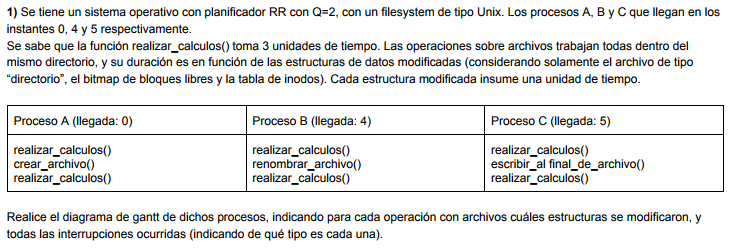 1) Se tiene un sistema operativo con planificador RR con Q=2, con un filesystem de tipo Unix. Los procesos A, B y C que llegan en los
instantes 0, 4 y 5 respectivamente.
Se sabe que la función realizar_calculos() toma 3 unidades de tiempo. Las operaciones sobre archivos trabajan todas dentro del
mismo directorio, y su duración es en función de las estructuras de datos modificadas (considerando solamente el archivo de tipo
“directorio”, el bitmap de bloques libres y la tabla de inodos). Cada estructura modificada insume una unidad de tiempo.
Proceso A (llegada: 0)
realizar_calculos()
crear_archivo()
realizar_calculos()
Proceso B (llegada: 4)
realizar_calculos()
renombrar_archivo()
realizar_calculos()
Proceso C (llegada: 5)
realizar_calculos()
escribir_al final_de_archivo()
realizar_calculos()
Realice el diagrama de gantt de dichos procesos, indicando para cada operación con archivos cuáles estructuras se modificaron, y
todas las interrupciones ocurridas (indicando de qué tipo es cada una).